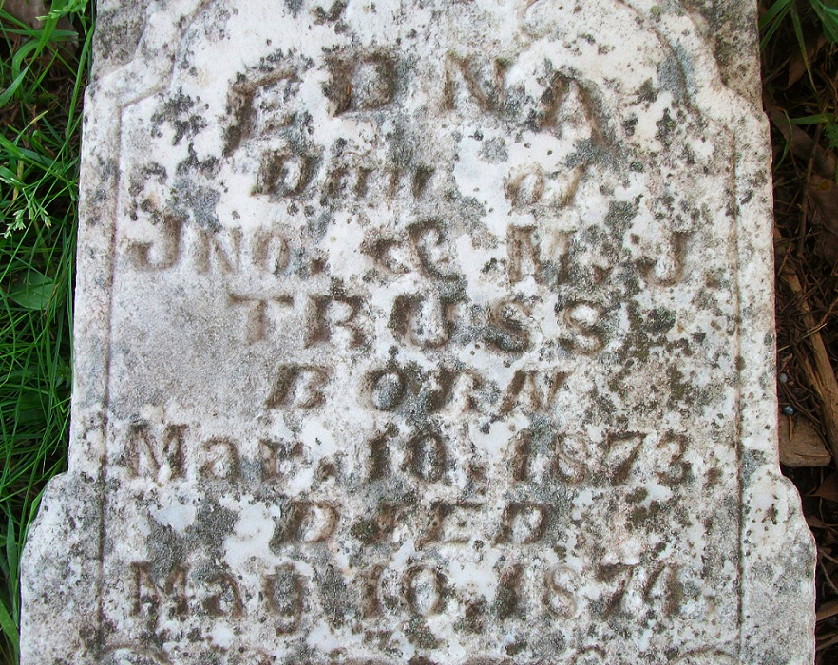 EDNA
Dau of
JNO. & M. J.
TRUSS
BORN
Mar. 10, 1873,
DIED
May 10, 1874.